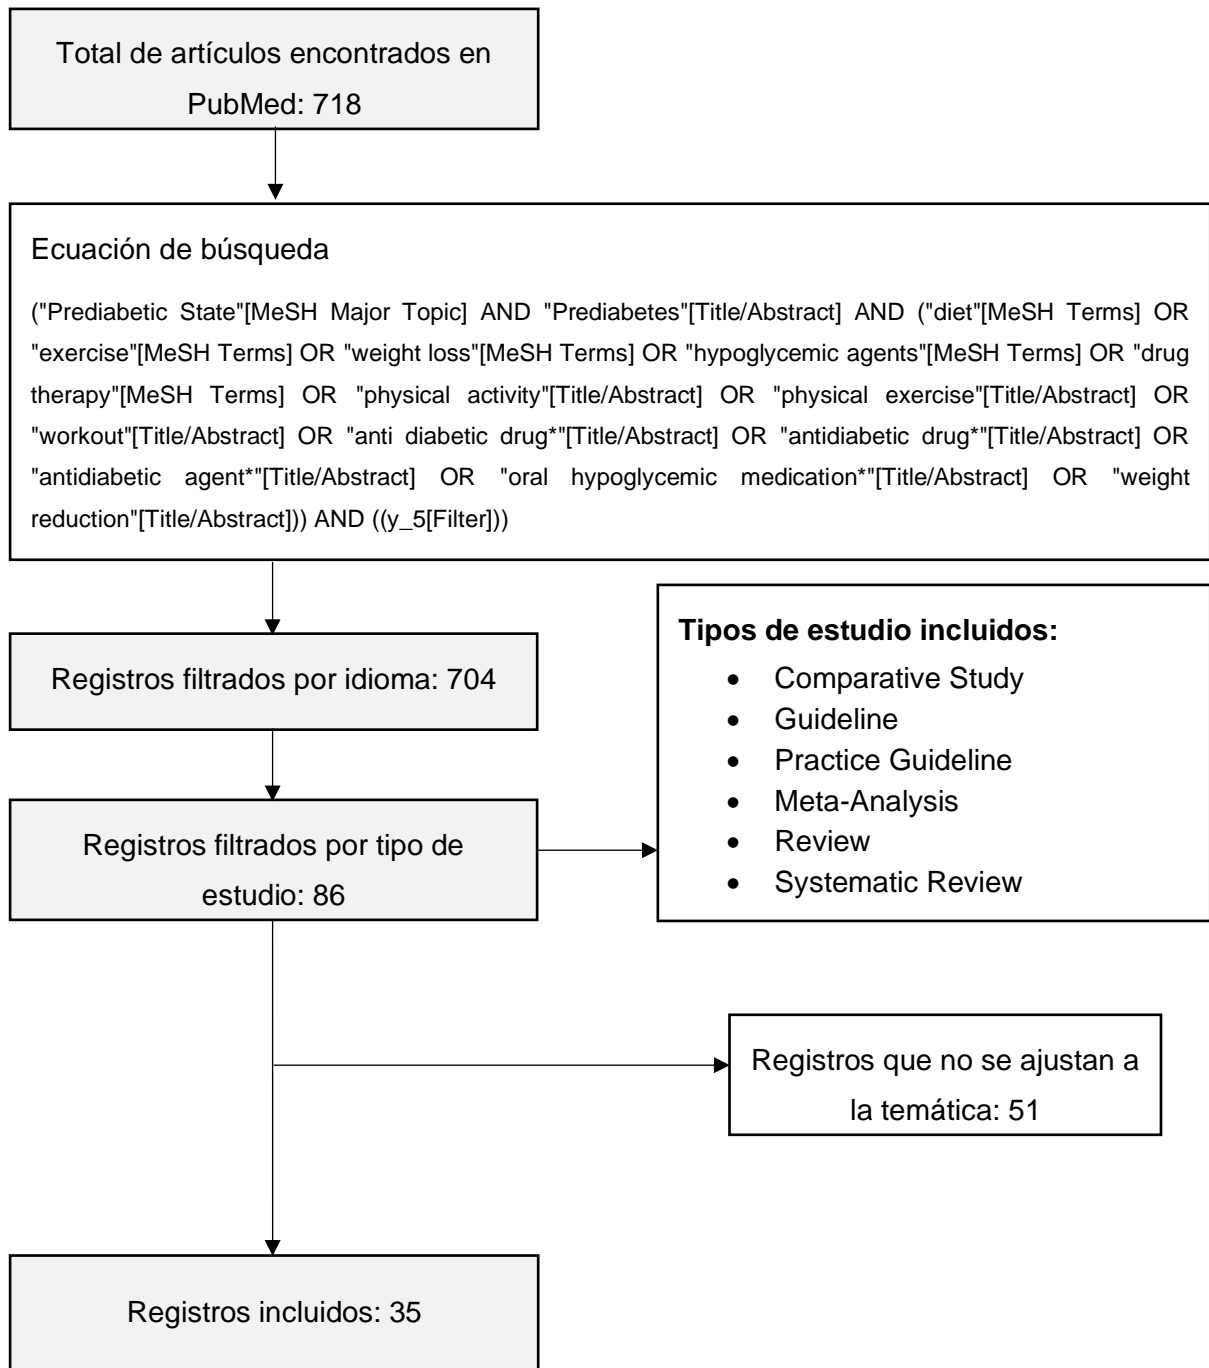 Total de artículos encontrados en
PubMed: 718
Ecuación de búsqueda
("Prediabetic State"[MeSH Major Topic] AND "Prediabetes"[Title/Abstract] AND ("diet"[MeSH Terms] OR
"exercise"[MeSH Terms] OR "weight loss"[MeSH Terms] OR "hypoglycemic agents"[MeSH Terms] OR "drug
therapy"[MeSH Terms] OR "physical activity"[Title/Abstract] OR "physical exercise"[Title/Abstract] OR
"workout"[Title/Abstract] OR "anti diabetic drug*"[Title/Abstract] OR "antidiabetic drug*"[Title/Abstract] OR
"antidiabetic agent*"[Title/Abstract] OR "oral hypoglycemic medication*"[Title/Abstract] OR "weight
reduction"[Title/Abstract])) AND ((y_5[Filter]))
Registros filtrados por idioma: 704
Registros filtrados por tipo de
estudio: 86
Tipos de estudio incluidos:
• Comparative Study
• Guideline
• Practice Guideline
• Meta-Analysis
• Review
• Systematic Review
Registros que no se ajustan a
la temática: 51
Registros incluidos: 35